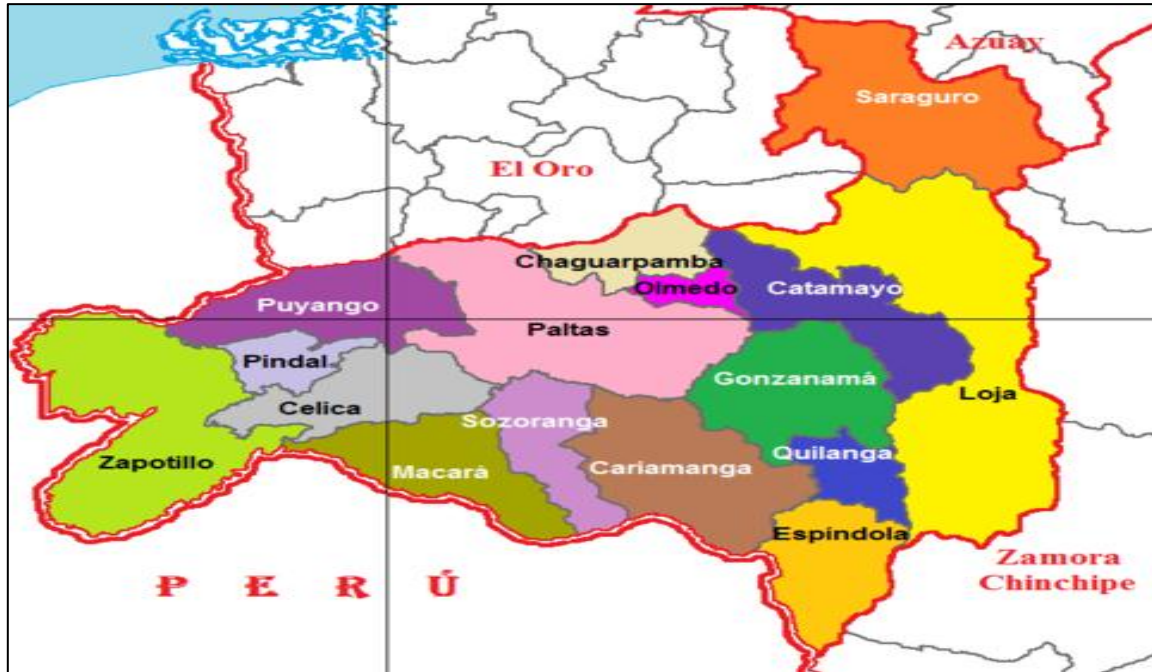 Azuay
Saraguro
El Oro
Chaguarpamba
Olmedo
Catamayo
Puyango
Paltas
Pindal
Gonzanamá
Loja
Celica
Sozoranga
Zapotillo
Macará
Cariamanga
Quilanga
Espíndola
Zamora
Chinchipe
P E R Ú